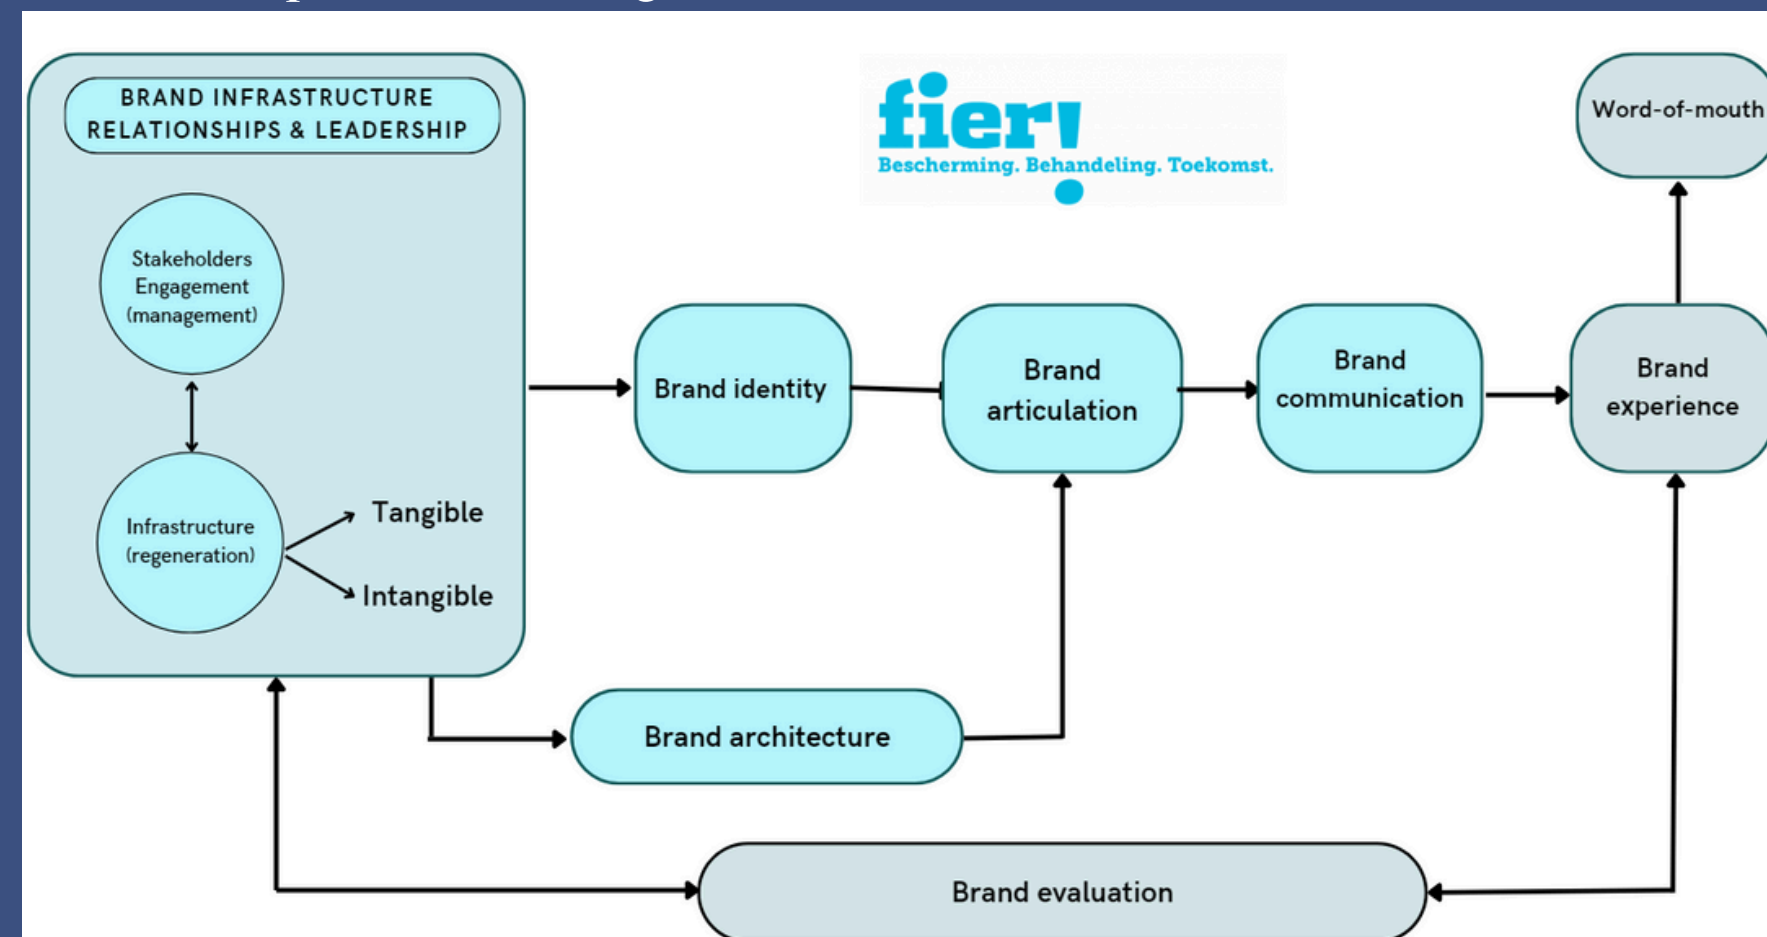 BRAND INFRASTRUCTURE
RELATIONSHIPS & LEADERSHIP
Stakeholders
Engagement
(management)
Infrastructure
(regeneration)
Tangible
Intangible
fier!
Bescherming. Behandeling. Toekomst.
Brand identity
Brand
articulation
Brand
communication
Brand
experience
Word-of-mouth
Brand architecture
Brand evaluation